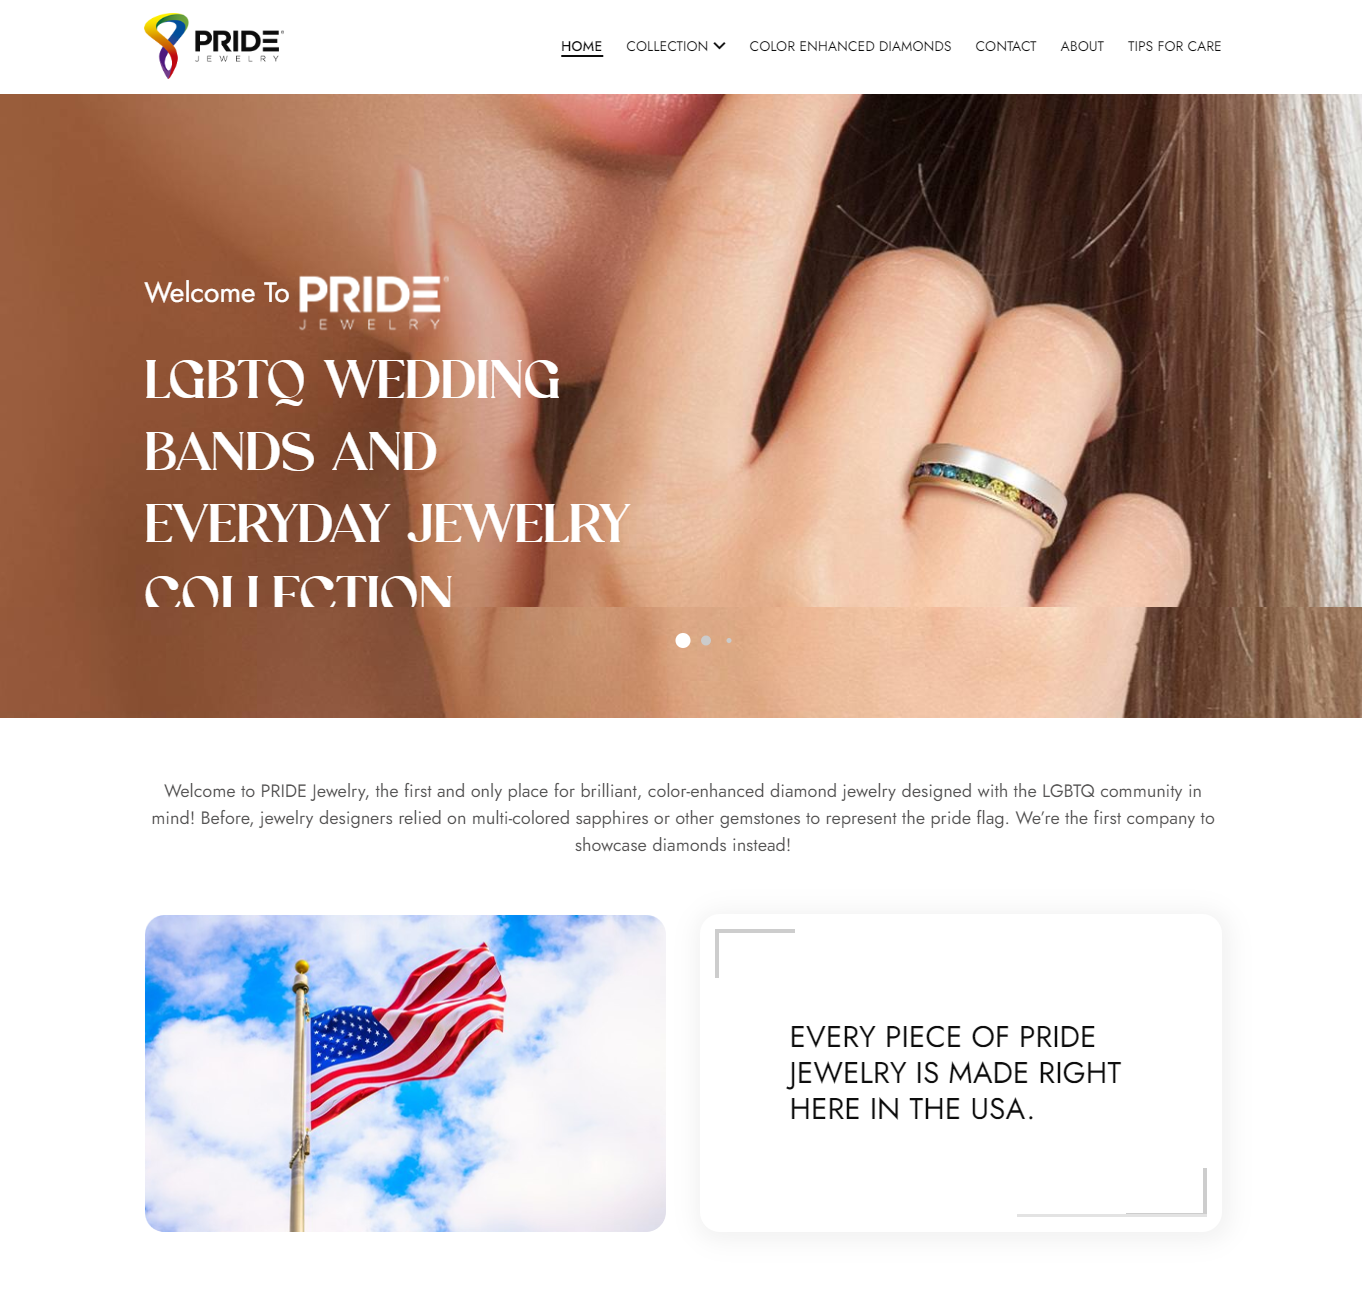 PRIDE®
JEWELRY
HOME COLLECTION COLOR ENHANCED DIAMONDS CONTACT ABOUT TIPS FOR CARE
Welcome To PRIDE®
JEWELRY
LGBTQ WEDDING
BANDS AND
EVERYDAY JEWELRY
COLLECTION
Welcome to PRIDE Jewelry, the first and only place for brilliant, color-enhanced diamond jewelry designed with the LGBTQ community in
mind! Before, jewelry designers relied on multi-colored sapphires or other gemstones to represent the pride flag. We’re the first company to
showcase diamonds instead!
EVERY PIECE OF PRIDE
JEWELRY IS MADE RIGHT
HERE IN THE USA.